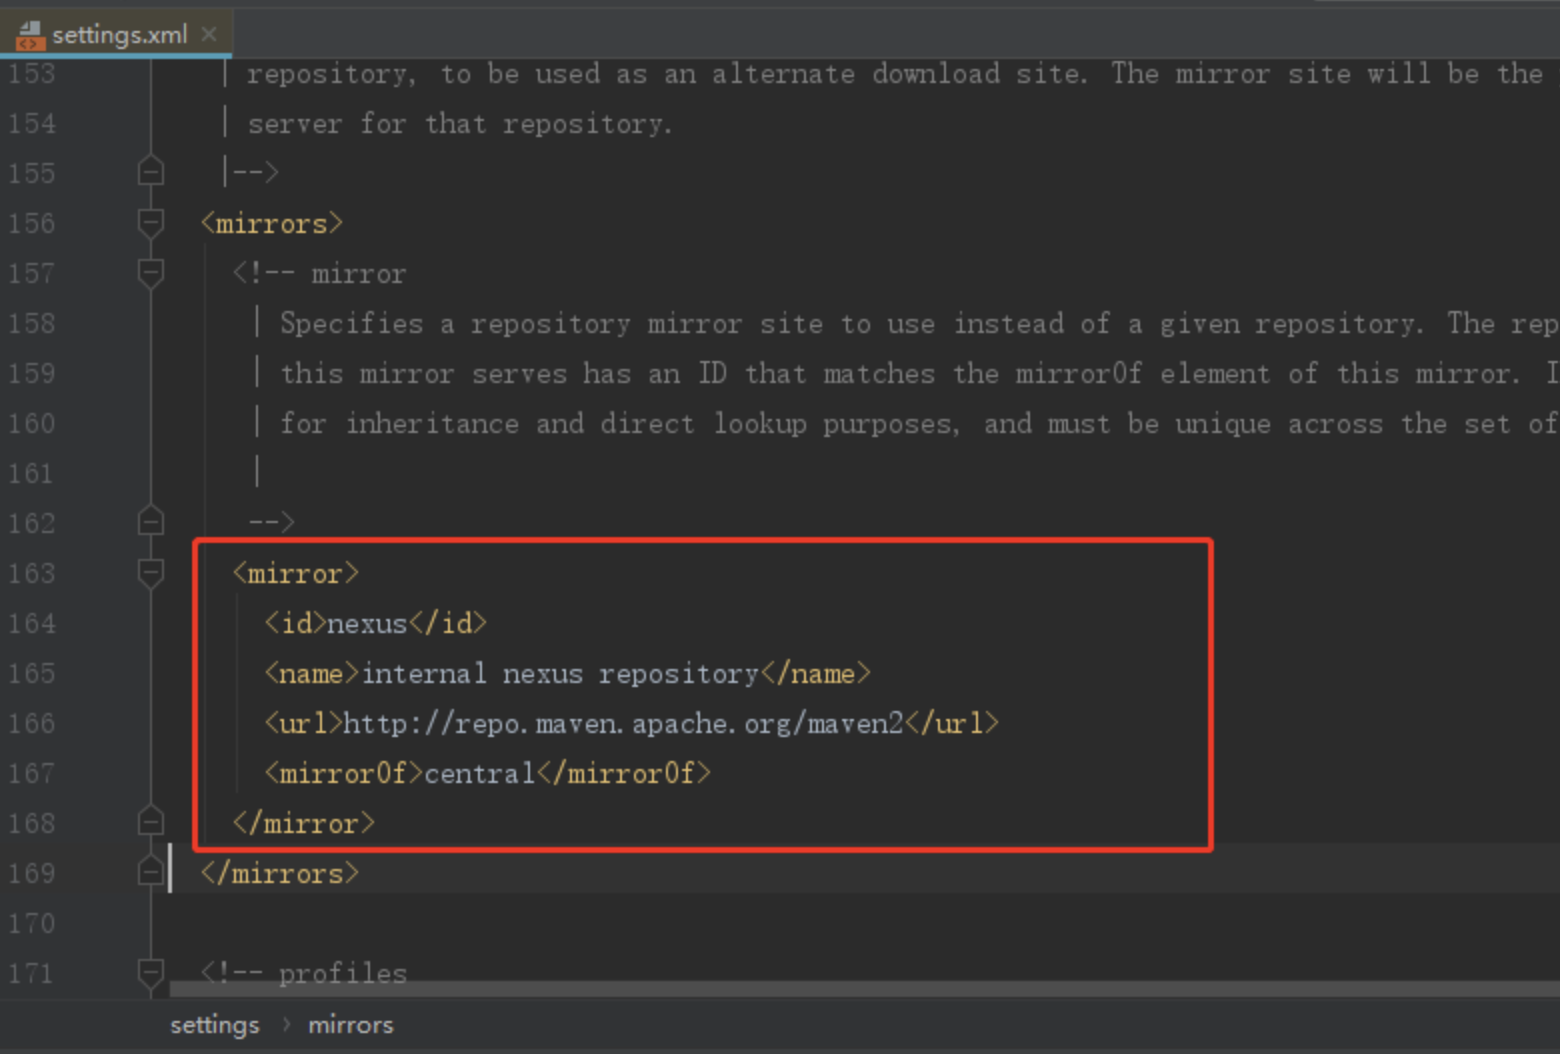 settings.xml
153 | repository, to be used as an alternate download site. The mirror site will be the
154 | server for that repository.
155 |-->
156 <mirrors>
157 <!-- mirror
158 | Specifies a repository mirror site to use instead of a given repository. The rep
159 | this mirror serves has an ID that matches the mirrorOf element of this mirror. I
160 | for inheritance and direct lookup purposes, and must be unique across the set of
161 |
162 -->
163 <mirror>
164 <id>nexus</id>
165 <name>internal nexus repository</name>
166 <url>http://repo.maven.apache.org/maven2</url>
167 <mirrorOf>central</mirrorOf>
168 </mirror>
169 </mirrors>
170
171 <!-- profiles
settings › mirrors